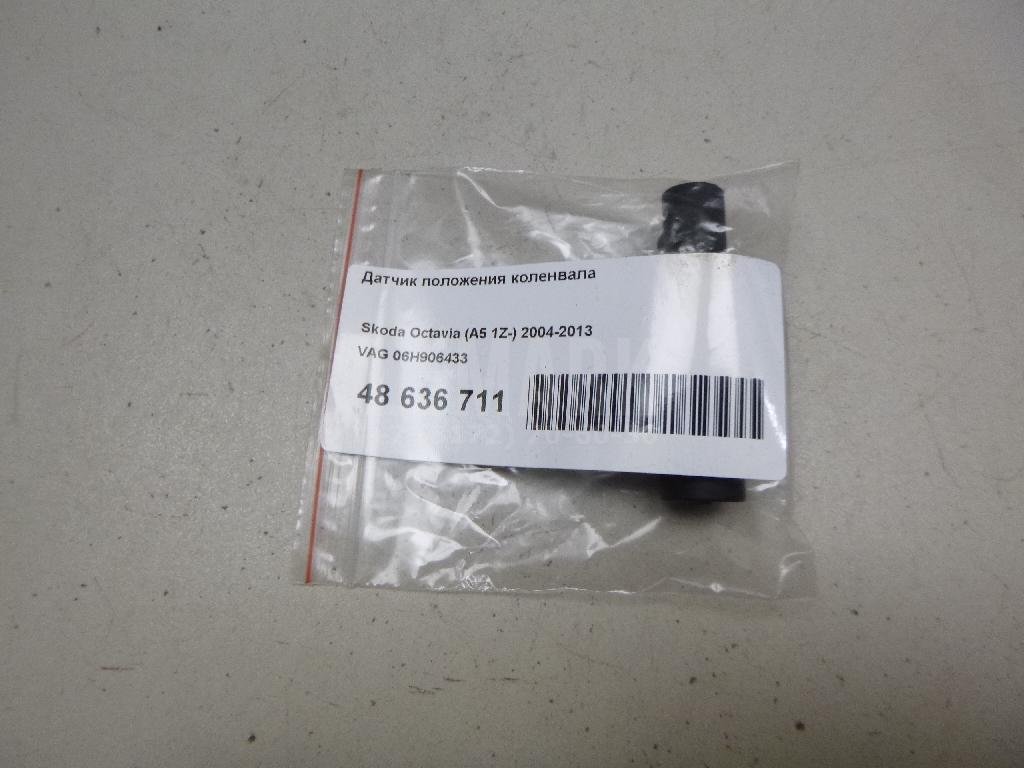 Датчик положения коленвала
Skoda Octavia (A5 1Z-) 2004-2013
VAG 06H906433
48 636 711